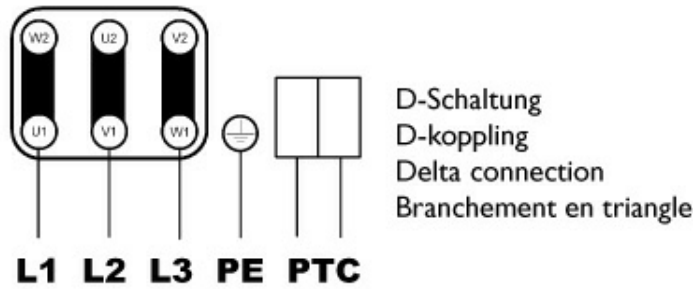 W2 U2 V2
U1 V1 W1
D-Schaltung
D-koppling
Delta connection
Branchement en triangle
L1 L2 L3 PE PTC